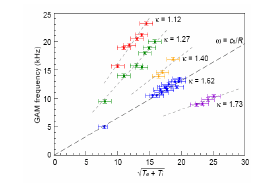 25
20
15
10
5
0
GAM frequency (kHz)
κ = 1.12
κ = 1.27
ω = cₛ/R
κ = 1.40
κ = 1.62
κ = 1.73
0 5 10 15 20 25 30
√Tₑ + Tᵢ